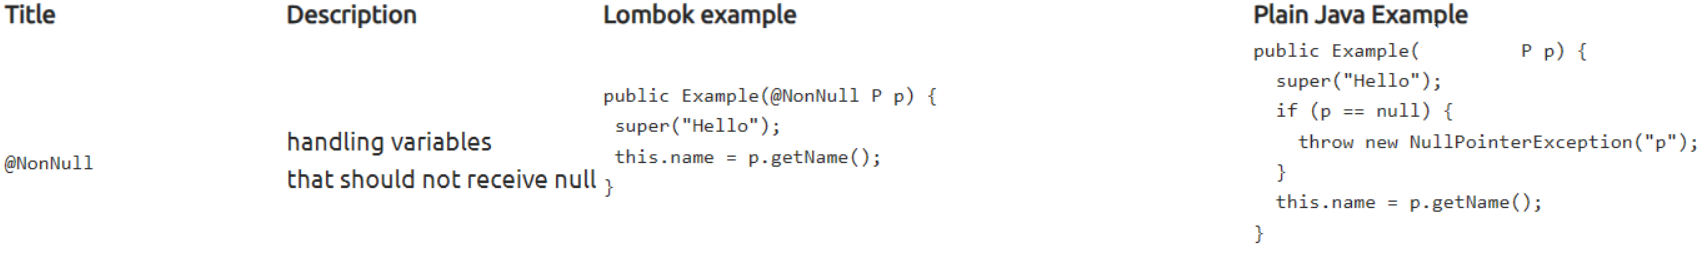 Title Description Lombok example Plain Java Example
@NonNull
handling variables
that should not receive null
public Example(@NonNull P p) {
 super("Hello");
 this.name = p.getName();
}
public Example(         P p) {
  super("Hello");
  if (p == null) {
    throw new NullPointerException("p");
  }
  this.name = p.getName();
}